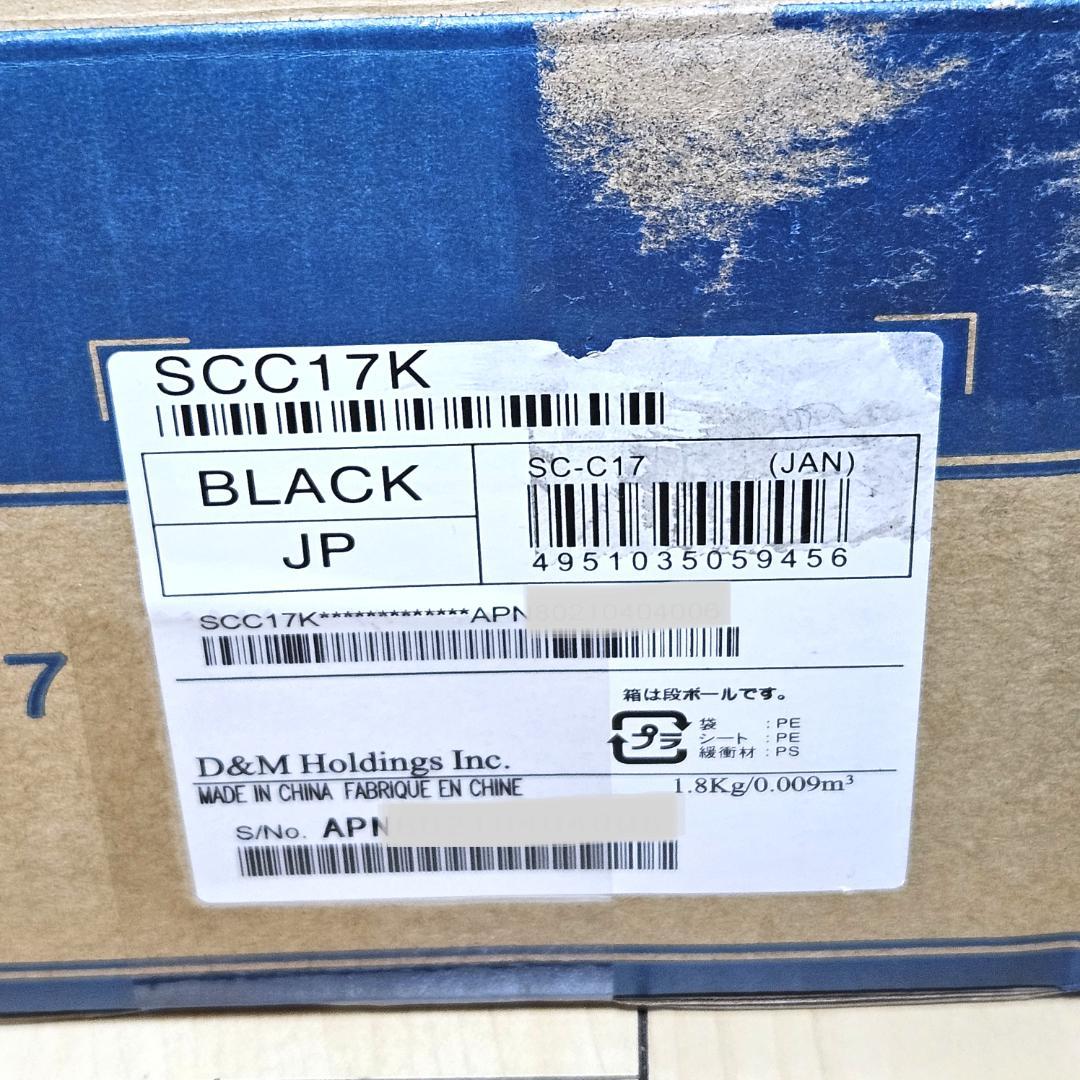 SCC17K
BLACK
JP
SC-C17 (JAN)
4951035059456
SCC17K*************APN
7
箱は段ボールです。
プラ
袋 : PE
シート : PE
緩衝材 : PS
D&M Holdings Inc.
MADE IN CHINA FABRIQUE EN CHINE
1.8Kg/0.009m³
S/No. APN